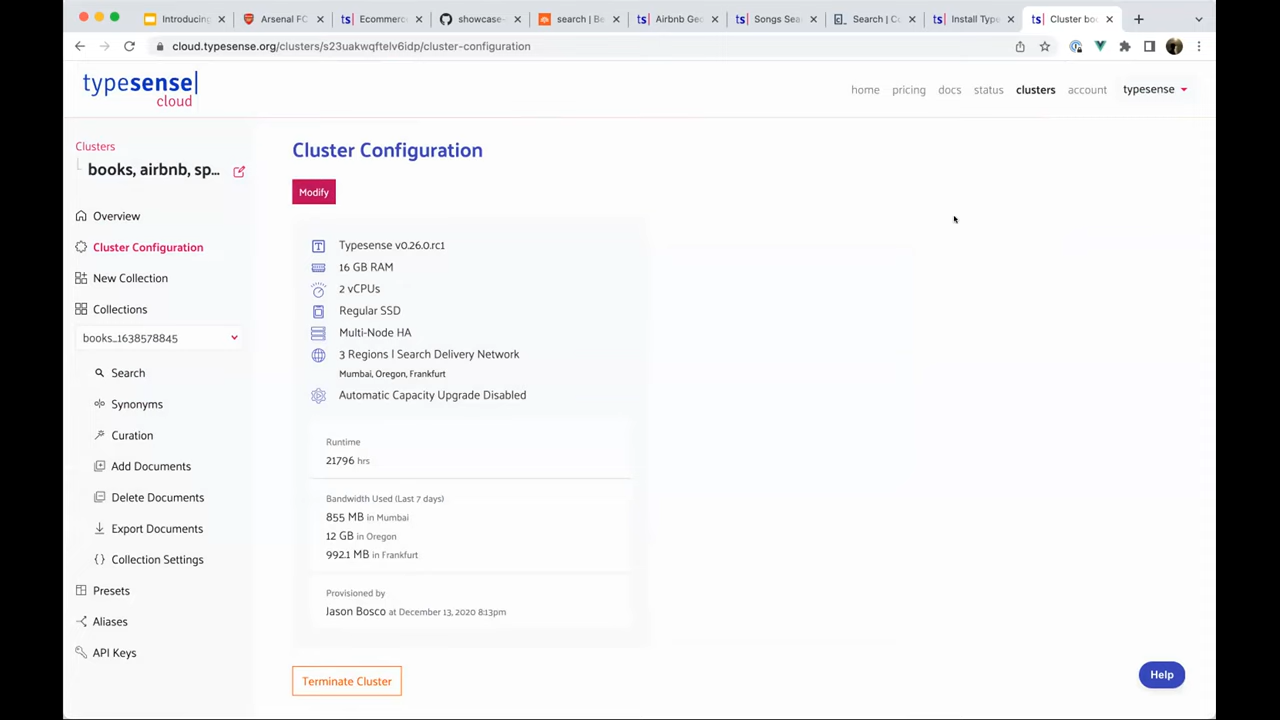 Introducing
Arsenal FC
Ecommerc
showcase-
search | Be
Airbnb Geo
Songs Sea
Search | Cu
Install Type
Cluster boo
cloud.typesense.org/clusters/s23uakwqftelv6idp/cluster-configuration
typesense|
cloud
home
pricing
docs
status
clusters
account
typesense
Clusters
books, airbnb, sp...
Overview
Cluster Configuration
New Collection
Collections
books_1638578845
Search
Synonyms
Curation
Add Documents
Delete Documents
Export Documents
Collection Settings
Presets
Aliases
API Keys
Cluster Configuration
Modify
Typesense v0.26.0.rc1
16 GB RAM
2 vCPUs
Regular SSD
Multi-Node HA
3 Regions | Search Delivery Network
Mumbai, Oregon, Frankfurt
Automatic Capacity Upgrade Disabled
Runtime
21796 hrs
Bandwidth Used (Last 7 days)
855 MB in Mumbai
12 GB in Oregon
992.1 MB in Frankfurt
Provisioned by
Jason Bosco at December 13, 2020 8:13pm
Terminate Cluster
Help